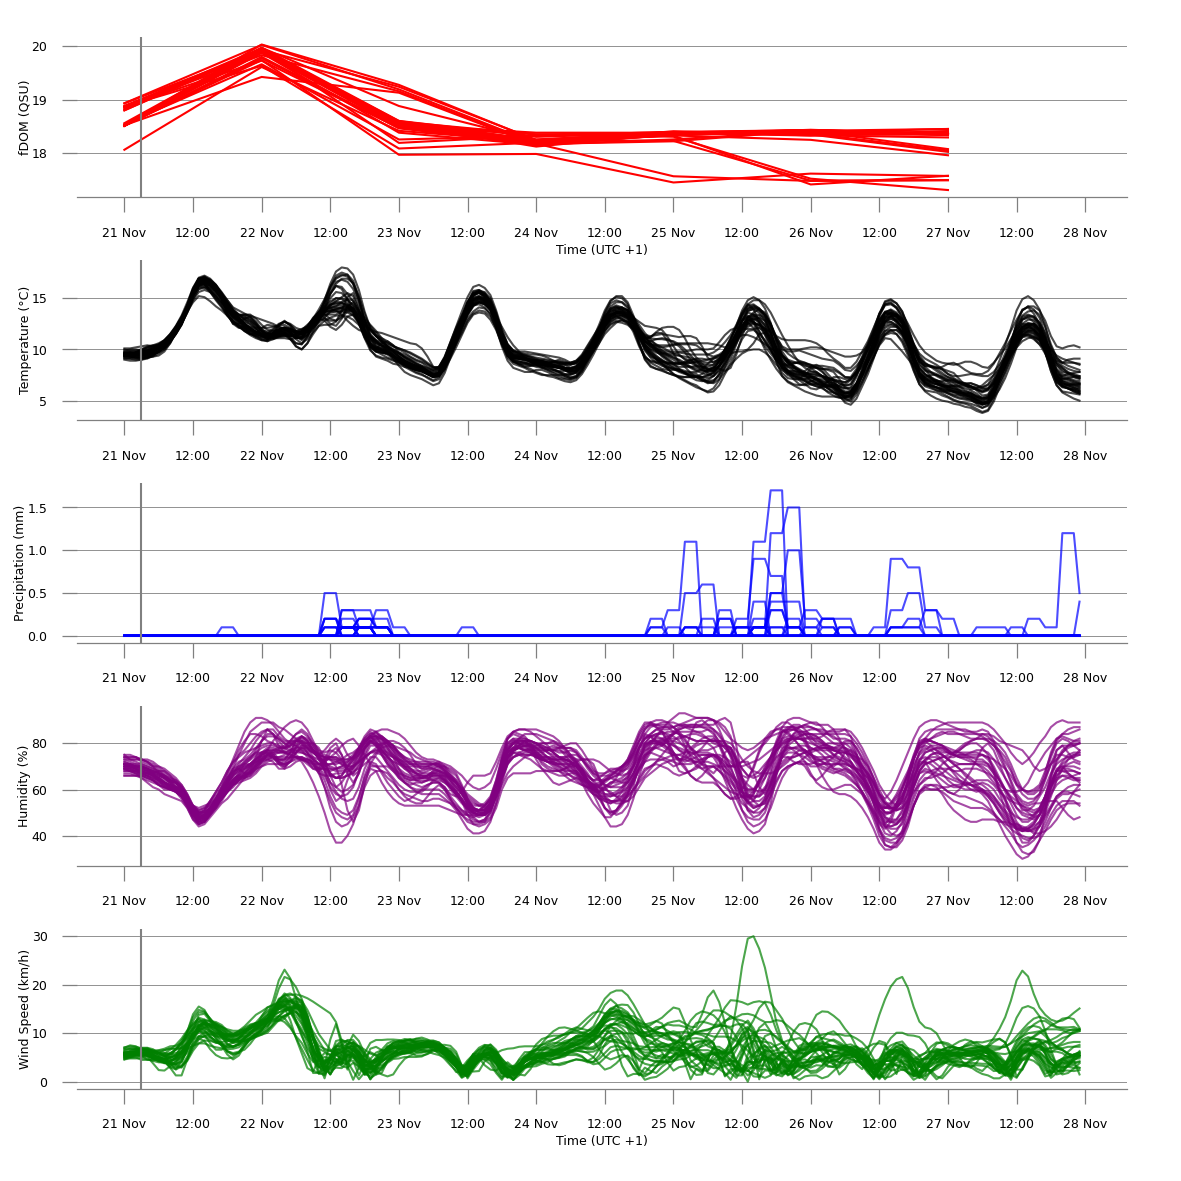 fDOM (QSU)
20
19
18
21 Nov 12:00 22 Nov 12:00 23 Nov 12:00 24 Nov 12:00 25 Nov 12:00 26 Nov 12:00 27 Nov 12:00 28 Nov
Time (UTC +1)
Temperature (°C)
15
10
5
21 Nov 12:00 22 Nov 12:00 23 Nov 12:00 24 Nov 12:00 25 Nov 12:00 26 Nov 12:00 27 Nov 12:00 28 Nov
Precipitation (mm)
1.5
1.0
0.5
0.0
21 Nov 12:00 22 Nov 12:00 23 Nov 12:00 24 Nov 12:00 25 Nov 12:00 26 Nov 12:00 27 Nov 12:00 28 Nov
Humidity (%)
80
60
40
21 Nov 12:00 22 Nov 12:00 23 Nov 12:00 24 Nov 12:00 25 Nov 12:00 26 Nov 12:00 27 Nov 12:00 28 Nov
Wind Speed (km/h)
30
20
10
0
21 Nov 12:00 22 Nov 12:00 23 Nov 12:00 24 Nov 12:00 25 Nov 12:00 26 Nov 12:00 27 Nov 12:00 28 Nov
Time (UTC +1)